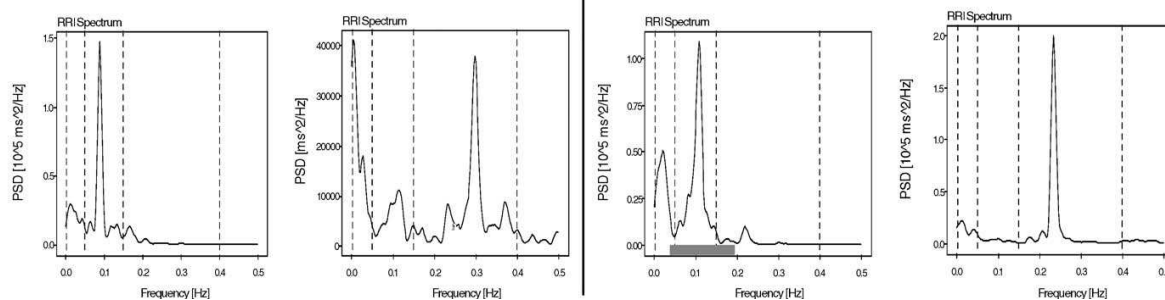 RRI Spectrum
PSD [10^5 ms^2/Hz]
1.5
1.0
0.5
0.0
0.0 0.1 0.2 0.3 0.4 0.5
Frequency [Hz]
RRI Spectrum
PSD [ms^2/Hz]
40000
30000
20000
10000
0
0.0 0.1 0.2 0.3 0.4 0.5
Frequency [Hz]
RRI Spectrum
PSD [10^5 ms^2/Hz]
1.00
0.75
0.50
0.25
0.00
0.0 0.1 0.2 0.3 0.4 0.5
Frequency [Hz]
RRI Spectrum
PSD [10^5 ms^2/Hz]
2.0
1.5
1.0
0.5
0.0
0.0 0.1 0.2 0.3 0.4 0.5
Frequency [Hz]